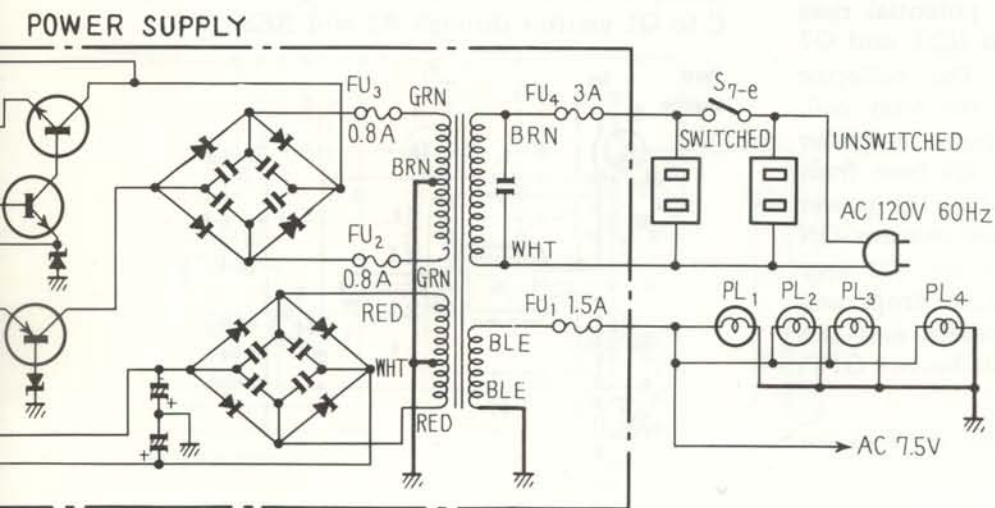 POWER SUPPLY
FU3
0.8A
GRN
BRN
FU2
0.8A
GRN
RED
WHT
RED
FU4 3A
BRN
WHT
S7-e
SWITCHED
UNSWITCHED
AC 120V 60Hz
FU1 1.5A
BLE
BLE
PL1 PL2 PL3 PL4
AC 7.5V
+
+